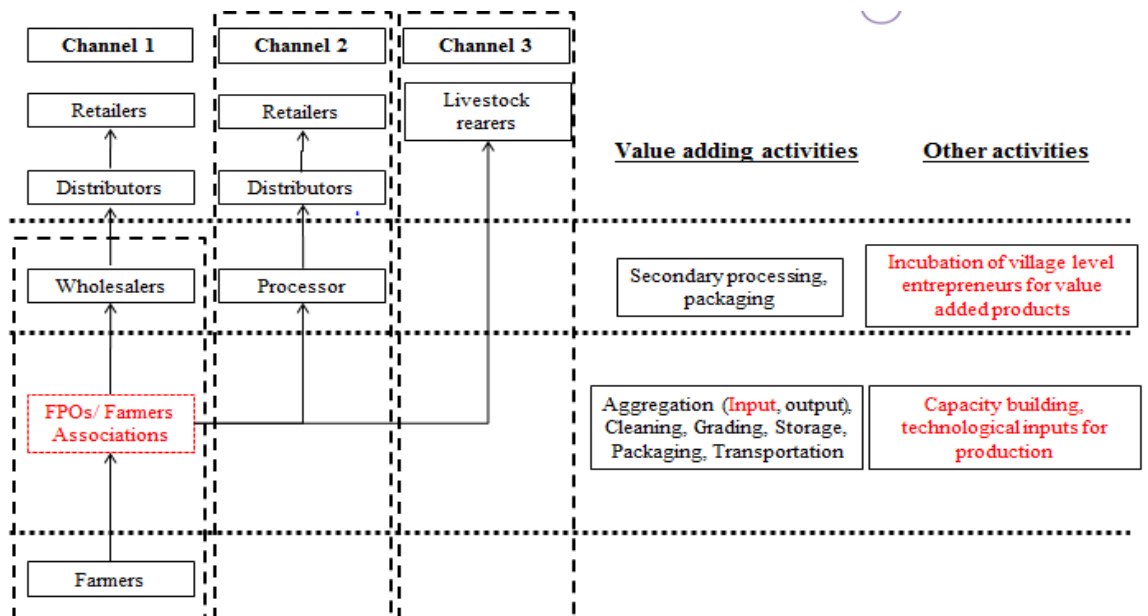 Channel 1
Channel 2
Channel 3
Retailers
Retailers
Livestock
rearers
Value adding activities
Other activities
Distributors
Distributors
Wholesalers
Processor
Secondary processing,
packaging
Incubation of village level
entrepreneurs for value
added products
FPOs/ Farmers
Associations
Aggregation (Input, output),
Cleaning, Grading, Storage,
Packaging, Transportation
Capacity building,
technological inputs for
production
Farmers